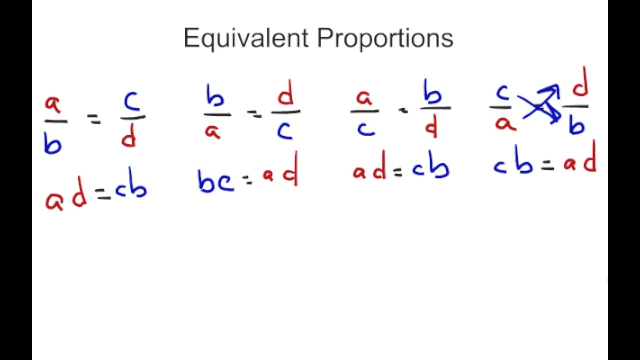 Equivalent Proportions
a/b = c/d b/a = d/c a/c = b/d c/a d/b
ad = cb bc = ad ad = cb cb = ad